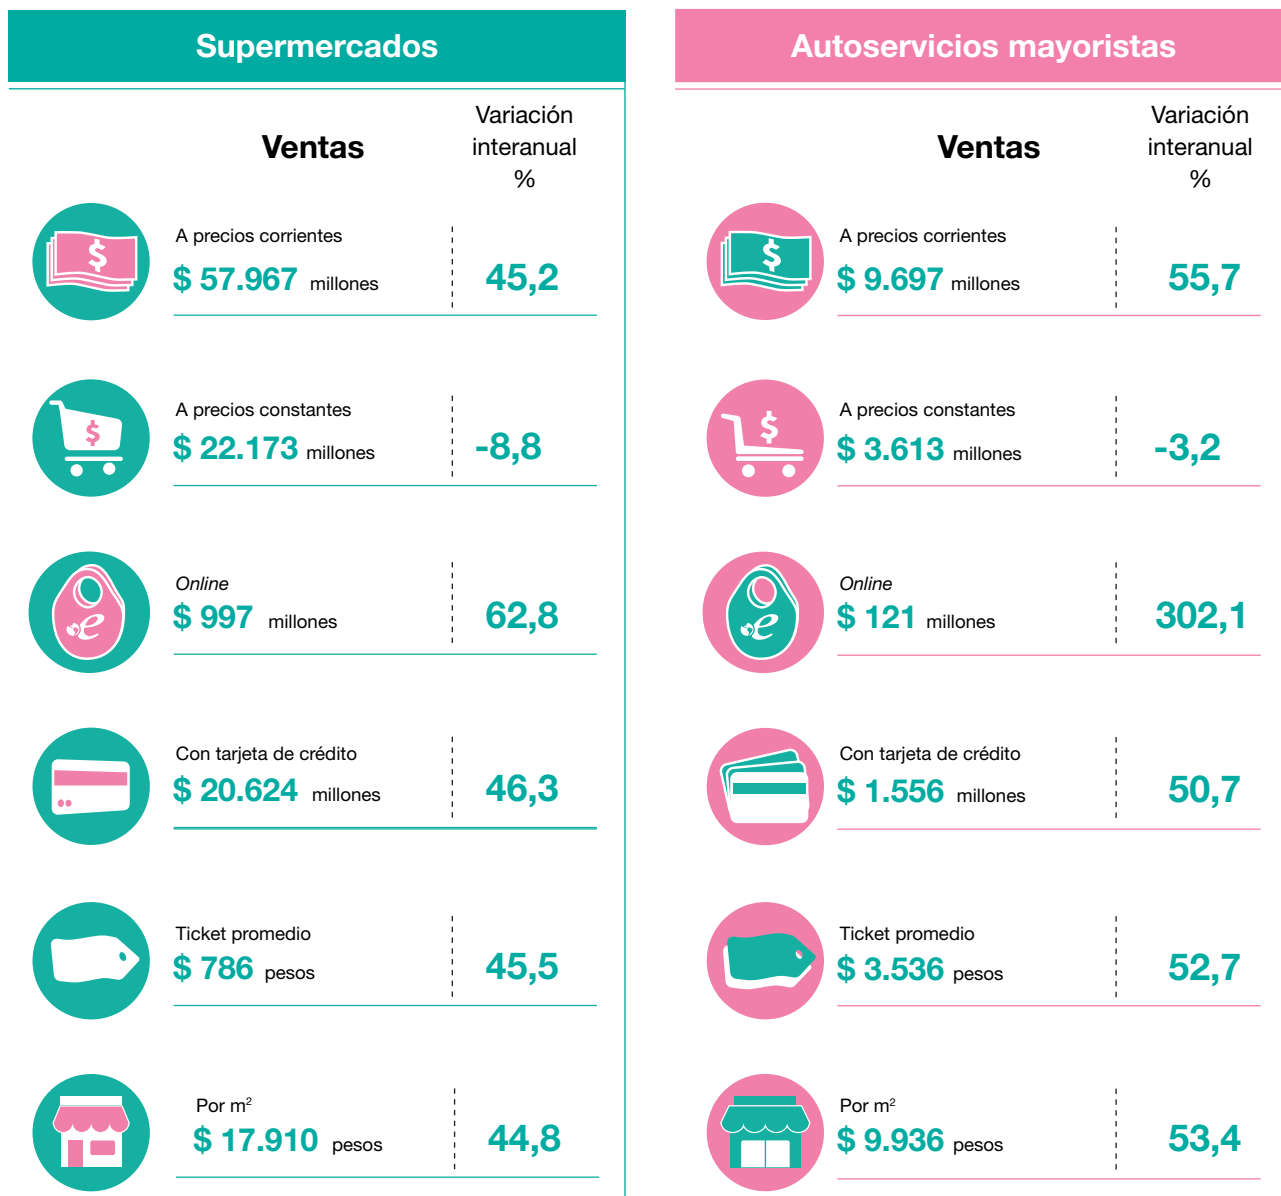 Supermercados
Ventas
Variación
interanual
%
A precios corrientes
$ 57.967 millones
45,2
A precios constantes
$ 22.173 millones
-8,8
Online
$ 997 millones
62,8
Con tarjeta de crédito
$ 20.624 millones
46,3
Ticket promedio
$ 786 pesos
45,5
Por m²
$ 17.910 pesos
44,8
Autoservicios mayoristas
Ventas
Variación
interanual
%
A precios corrientes
$ 9.697 millones
55,7
A precios constantes
$ 3.613 millones
-3,2
Online
$ 121 millones
302,1
Con tarjeta de crédito
$ 1.556 millones
50,7
Ticket promedio
$ 3.536 pesos
52,7
Por m²
$ 9.936 pesos
53,4